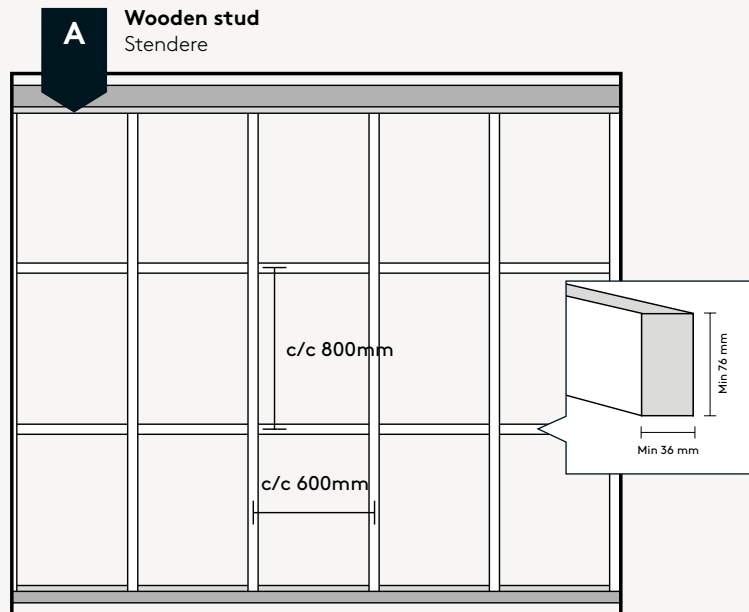 A
Wooden stud
Stendere
c/c 800mm
c/c 600mm
Min 76 mm
Min 36 mm